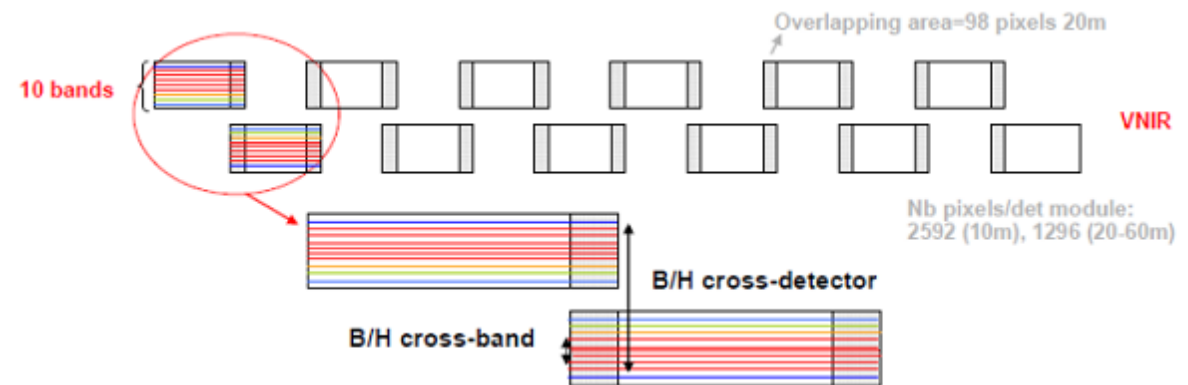 Overlapping area=98 pixels 20m
10 bands
VNIR
Nb pixels/det module:
2592 (10m), 1296 (20-60m)
B/H cross-detector
B/H cross-band